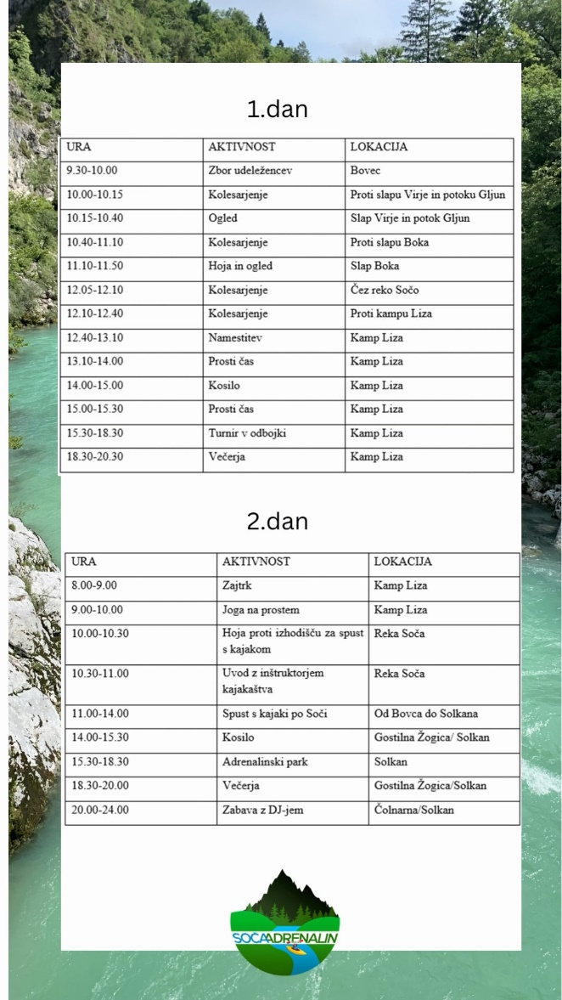 1.dan
URA AKTIVNOST LOKACIJA
9.30-10.00 Zbor udeležencev Bovec
10.00-10.15 Kolesarjenje Proti slapu Virje in potoku Gljun
10.15-10.40 Ogled Slap Virje in potok Gljun
10.40-11.10 Kolesarjenje Proti slapu Boka
11.10-11.50 Hoja in ogled Slap Boka
12.05-12.10 Kolesarjenje Čez reko Sočo
12.10-12.40 Kolesarjenje Proti kampu Liza
12.40-13.10 Namestitev Kamp Liza
13.10-14.00 Prosti čas Kamp Liza
14.00-15.00 Kosilo Kamp Liza
15.00-15.30 Prosti čas Kamp Liza
15.30-18.30 Turnir v odbojki Kamp Liza
18.30-20.30 Večerja Kamp Liza
2.dan
URA AKTIVNOST LOKACIJA
8.00-9.00 Zajtrk Kamp Liza
9.00-10.00 Joga na prostem Kamp Liza
10.00-10.30 Hoja proti izhodišču za spust Reka Soča
s kajakom
10.30-11.00 Uvod z inštruktorjem Reka Soča
kajakaštva
11.00-14.00 Spust s kajaki po Soči Od Bovca do Solkana
14.00-15.30 Kosilo Gostilna Žogica/ Solkan
15.30-18.30 Adrenalinski park Solkan
18.30-20.00 Večerja Gostilna Žogica/Solkan
20.00-24.00 Zabava z DJ-jem Čolnarna/Solkan
SOCAADRENALIN